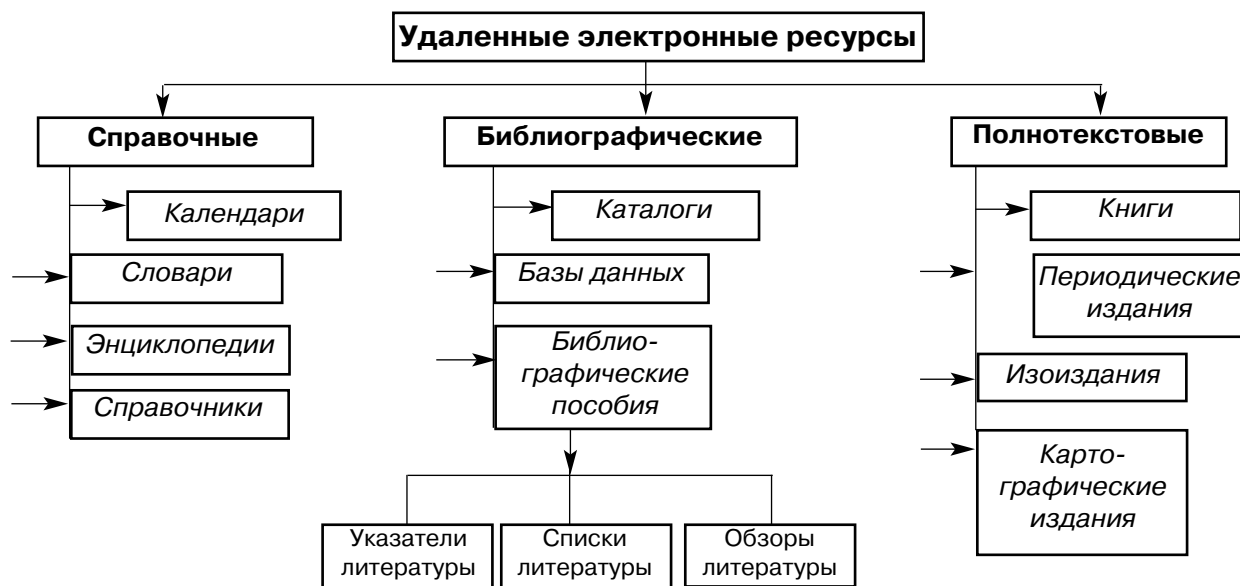 Удаленные электронные ресурсы
Справочные
Календари
Словари
Энциклопедии
Справочники
Библиографические
Каталоги
Базы данных
Библио-
графические
пособия
Указатели
литературы
Списки
литературы
Обзоры
литературы
Полнотекстовые
Книги
Периодические
издания
Изоиздания
Карто-
графические
издания